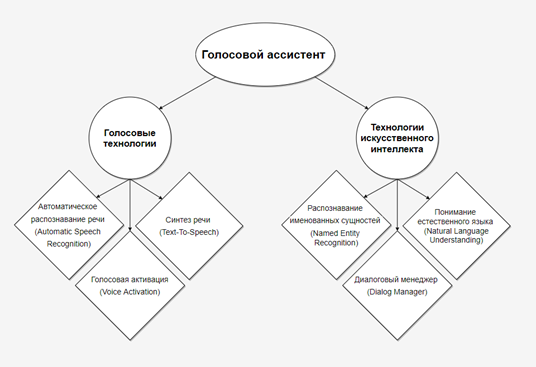 Голосовой ассистент
Голосовые
технологии
Технологии
искусственного
интеллекта
Автоматическое
распознавание речи
(Automatic Speech
Recognition)
Синтез речи
(Text-To-Speech)
Голосовая активация
(Voice Activation)
Распознавание
именованных сущностей
(Named Entity
Recognition)
Понимание
естественного языка
(Natural Language
Understanding)
Диалоговый менеджер
(Dialog Manager)